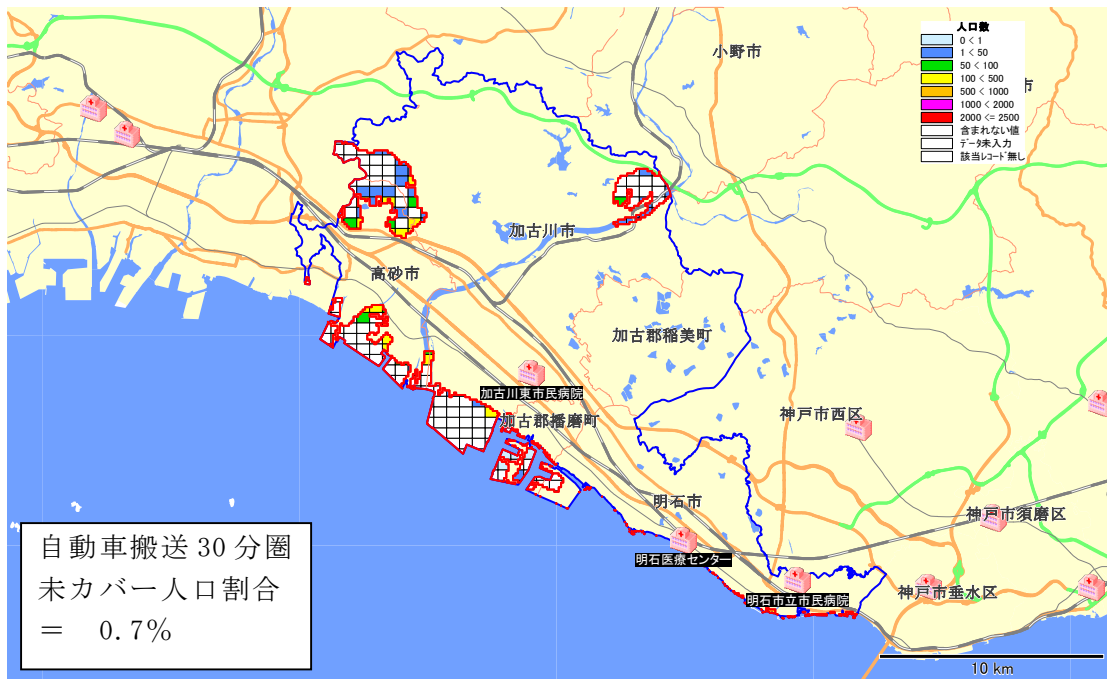 人口数
0 < 1
1 < 50
50 < 100
100 < 500
500 < 1000
1000 < 2000
2000 <= 2500
含まれない値
データ未入力
該当レコード無し
小野市
市
加古川市
高砂市
加古郡稲美町
加古川東市民病院
加古郡播磨町
神戸市西区
明石市
神戸市須磨区
明石医療センター
明石市立市民病院
神戸市垂水区
自動車搬送 30 分圏
未カバー人口割合
= 0.7%
10 km